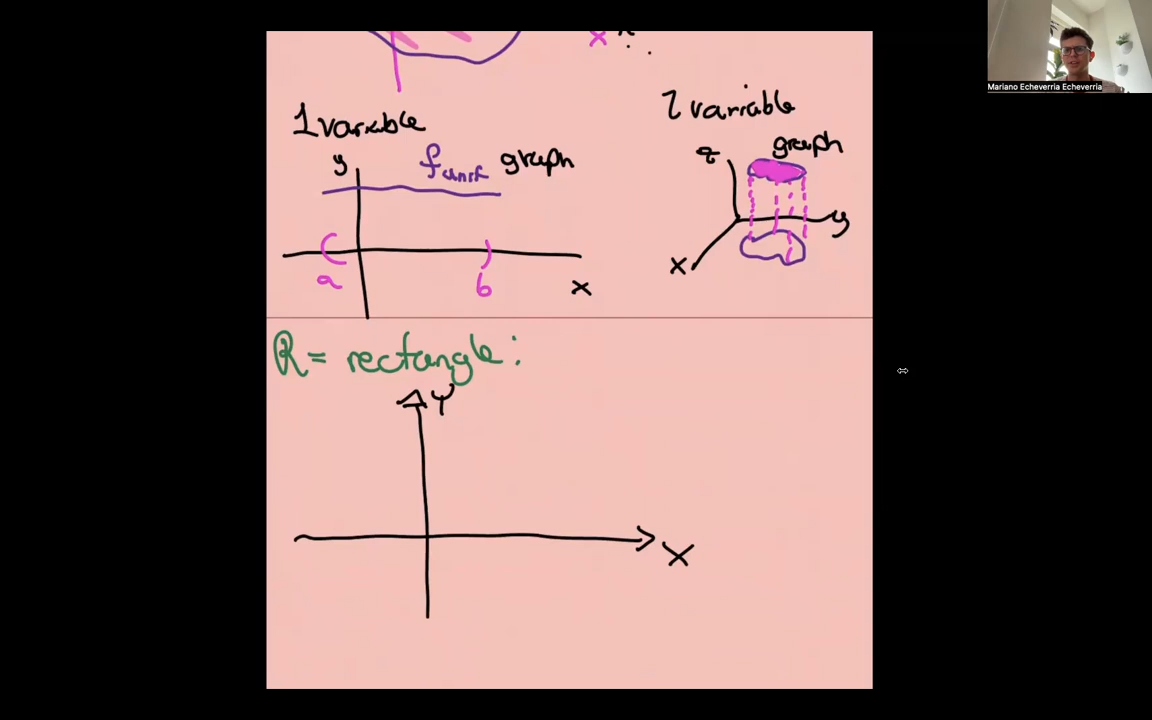 x
1 variable
2 variable
y
graph
z
graph
y
x
a
b
x
R = rectangle:
Y
X
Mariano Echeverria Echeverria